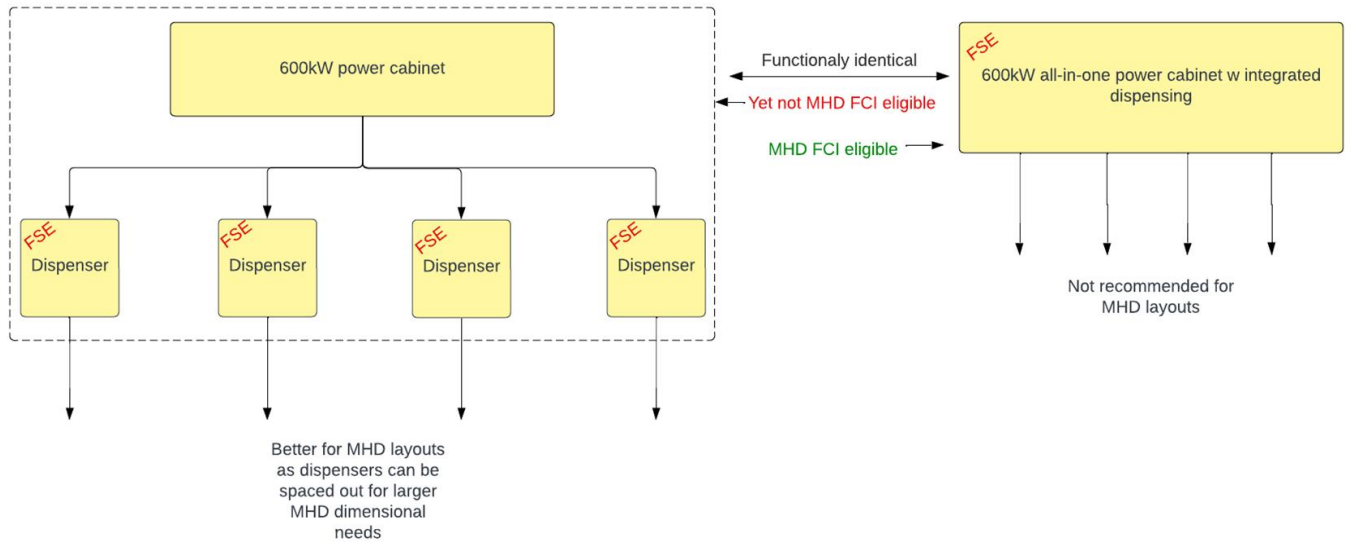 600kW power cabinet
FSE
Dispenser
FSE
Dispenser
FSE
Dispenser
FSE
Dispenser
Better for MHD layouts
as dispensers can be
spaced out for larger
MHD dimensional
needs
Functionaly identical
Yet not MHD FCI eligible
MHD FCI eligible
FSE
600kW all-in-one power cabinet w integrated
dispensing
Not recommended for
MHD layouts